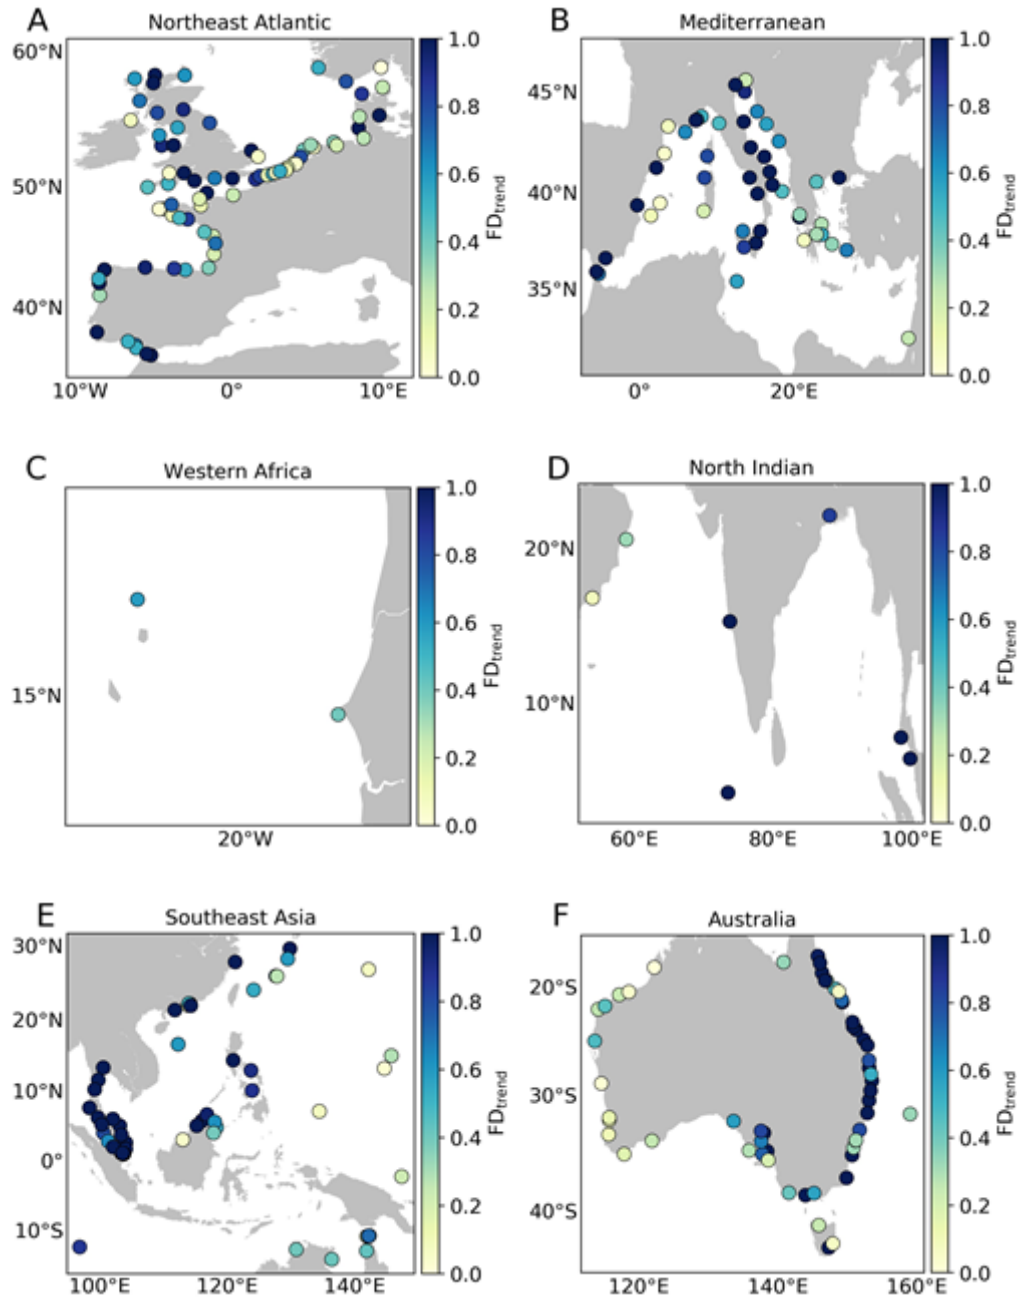 A
Northeast Atlantic
60°N
50°N
40°N
10°W
0°
10°E
1.0
0.8
0.6
0.4
0.2
0.0
FDtrend
B
Mediterranean
45°N
40°N
35°N
0°
20°E
1.0
0.8
0.6
0.4
0.2
0.0
FDtrend
C
Western Africa
15°N
20°W
1.0
0.8
0.6
0.4
0.2
0.0
FDtrend
D
North Indian
20°N
10°N
60°E
80°E
100°E
1.0
0.8
0.6
0.4
0.2
0.0
FDtrend
E
Southeast Asia
30°N
20°N
10°N
0°
10°S
100°E
120°E
140°E
1.0
0.8
0.6
0.4
0.2
0.0
FDtrend
F
Australia
20°S
30°S
40°S
120°E
140°E
160°E
1.0
0.8
0.6
0.4
0.2
0.0
FDtrend